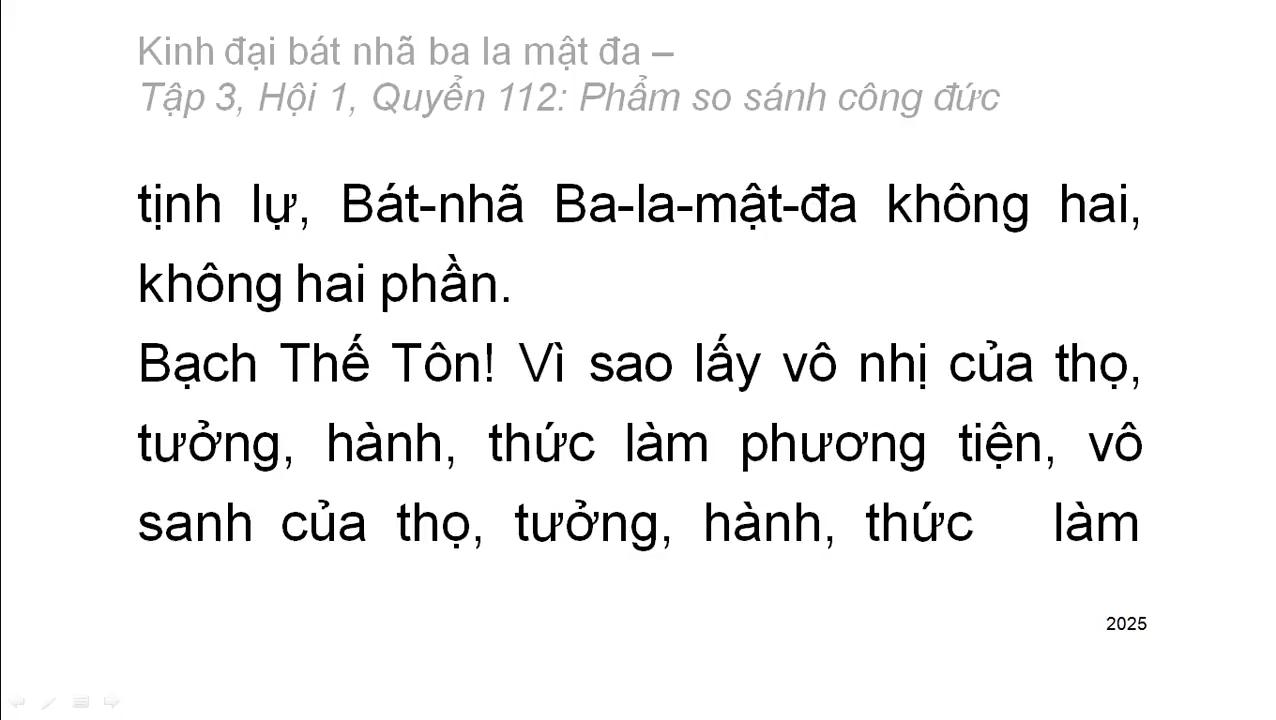 Kinh đại bát nhã ba la mật đa –
Tập 3, Hội 1, Quyển 112: Phẩm so sánh công đức
tịnh lự, Bát-nhã Ba-la-mật-đa không hai,
không hai phần.
Bạch Thế Tôn! Vì sao lấy vô nhị của thọ,
tưởng, hành, thức làm phương tiện, vô
sanh của thọ, tưởng, hành, thức làm
2025